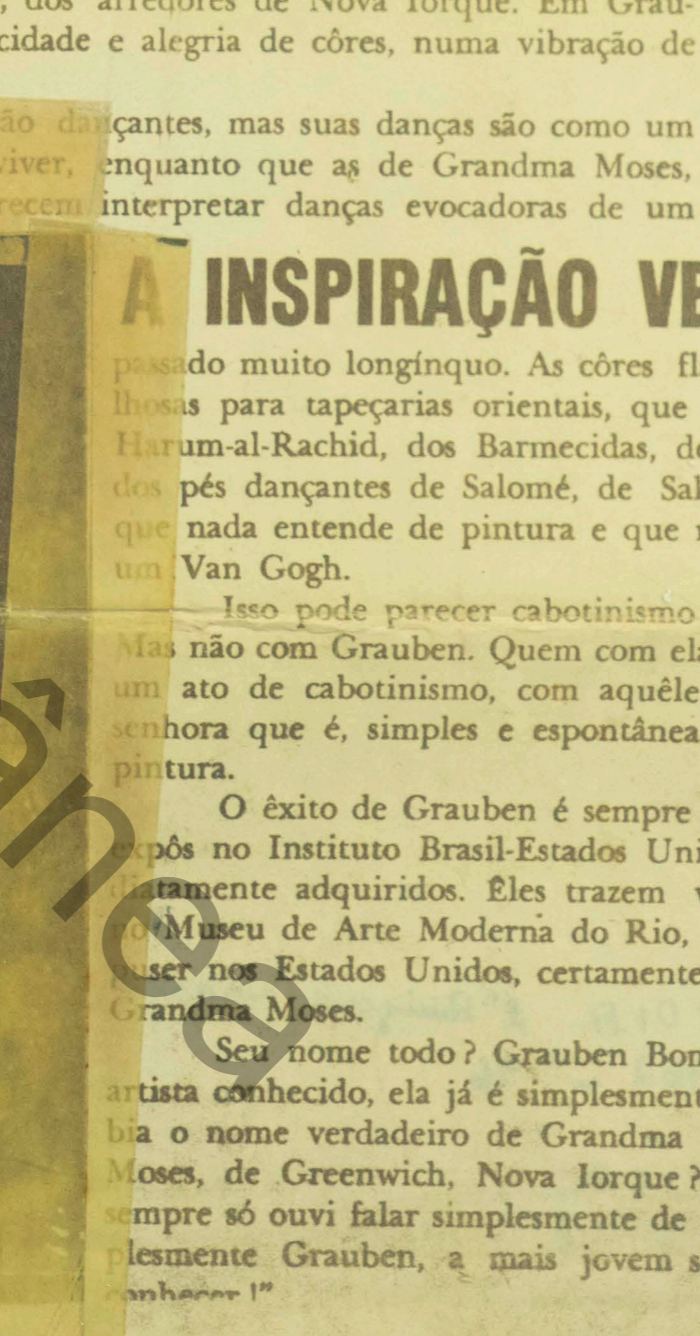 , dos arredores de Nova Iorque. Em Grau-
cidade e alegria de côres, numa vibração de
ão dançantes, mas suas danças são como um
viver, enquanto que as de Grandma Moses,
recem interpretar danças evocadoras de um
A INSPIRAÇÃO VE
passado muito longínquo. As côres fl
lhosas para tapeçarias orientais, que
Harum-al-Rachid, dos Barmecidas, d
dos pés dançantes de Salomé, de Sal
que nada entende de pintura e que
um Van Gogh.
Isso pode parecer cabotinismo
Mas não com Grauben. Quem com ela
um ato de cabotinismo, com aquêle
senhora que é, simples e espontânea
pintura.
O êxito de Grauben é sempre
expôs no Instituto Brasil-Estados Uni
diatamente adquiridos. Êles trazem v
no Museu de Arte Moderna do Rio,
puser nos Estados Unidos, certamente
Grandma Moses.
Seu nome todo? Grauben Bon
artista conhecido, ela já é simplesment
bia o nome verdadeiro de Grandma
Moses, de Greenwich, Nova Iorque?
sempre só ouvi falar simplesmente de
plesmente Grauben, a mais jovem s
conhecer!"
ânea